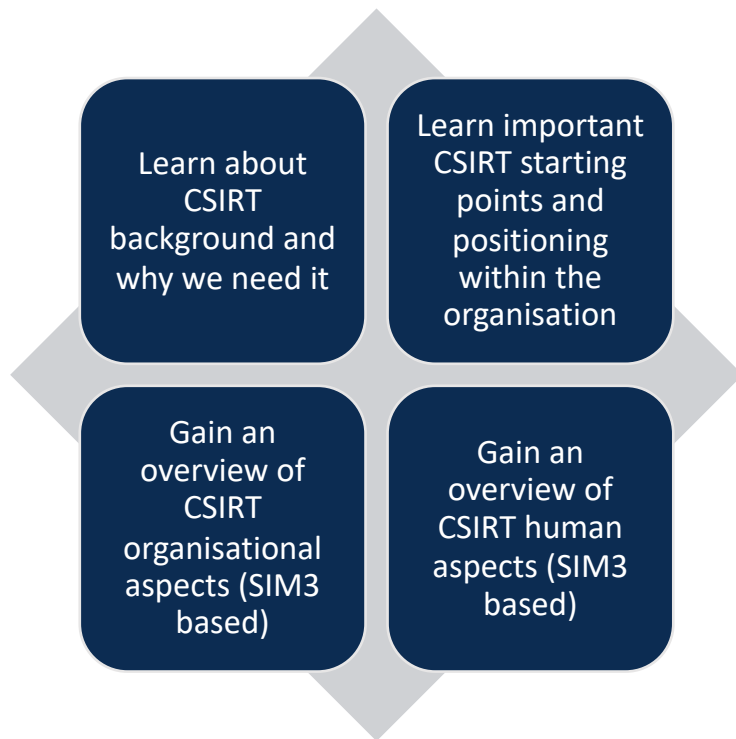 Learn about
CSIRT
background and
why we need it
Learn important
CSIRT starting
points and
positioning
within the
organisation
Gain an
overview of
CSIRT
organisational
aspects (SIM3
based)
Gain an
overview of
CSIRT human
aspects (SIM3
based)